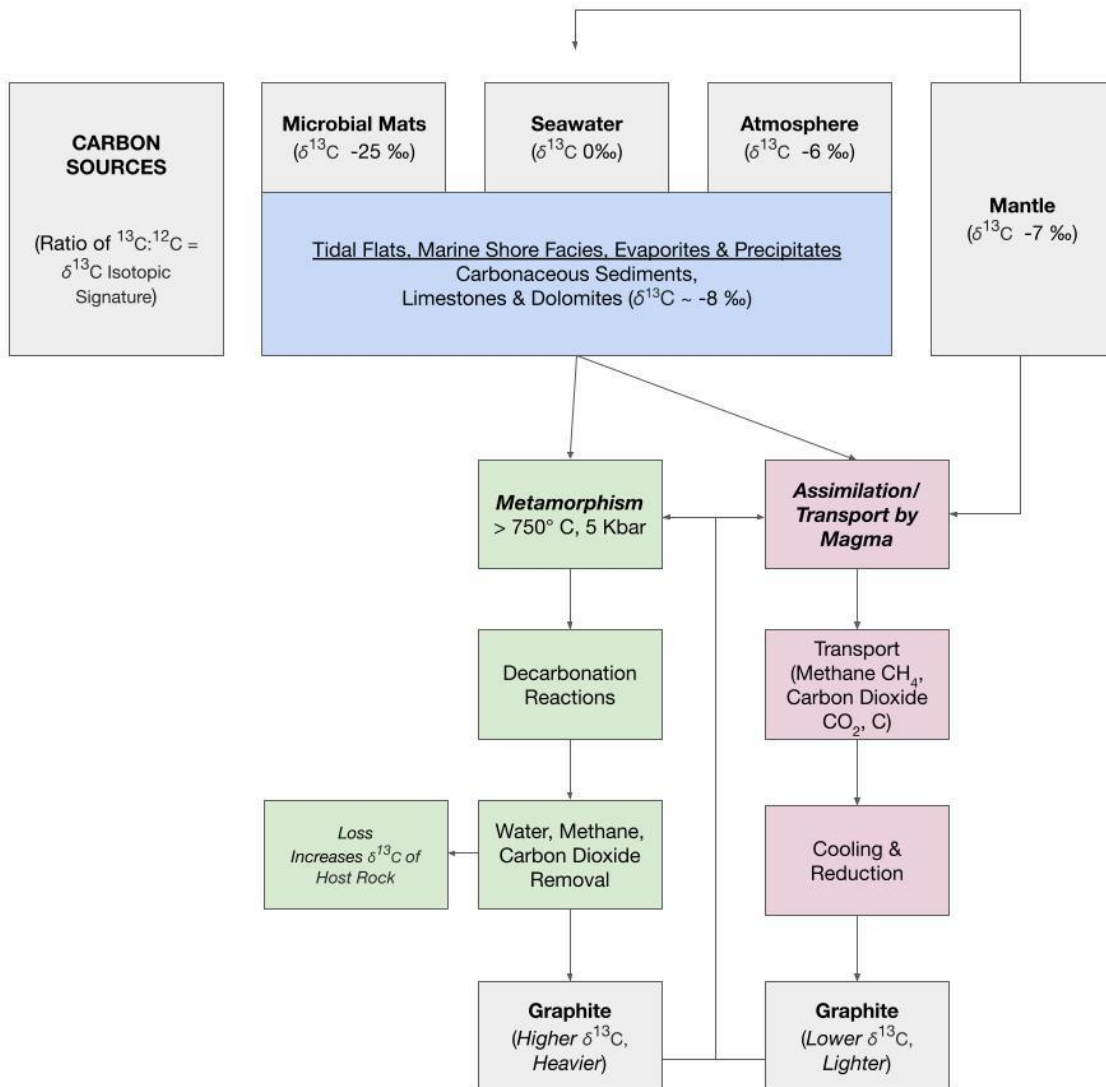 CARBON
SOURCES
(Ratio of ¹³C:¹²C =
δ¹³C Isotopic
Signature)
Microbial Mats
(δ¹³C -25 ‰)
Seawater
(δ¹³C 0‰)
Atmosphere
(δ¹³C -6 ‰)
Mantle
(δ¹³C -7 ‰)
Tidal Flats, Marine Shore Facies, Evaporites & Precipitates
Carbonaceous Sediments,
Limestones & Dolomites (δ¹³C ~ -8 ‰)
Metamorphism
> 750° C, 5 Kbar
Assimilation/
Transport by
Magma
Decarbonation
Reactions
Transport
(Methane CH₄,
Carbon Dioxide
CO₂, C)
Loss
Increases δ¹³C of
Host Rock
Water, Methane,
Carbon Dioxide
Removal
Cooling &
Reduction
Graphite
(Higher δ¹³C,
Heavier)
Graphite
(Lower δ¹³C,
Lighter)